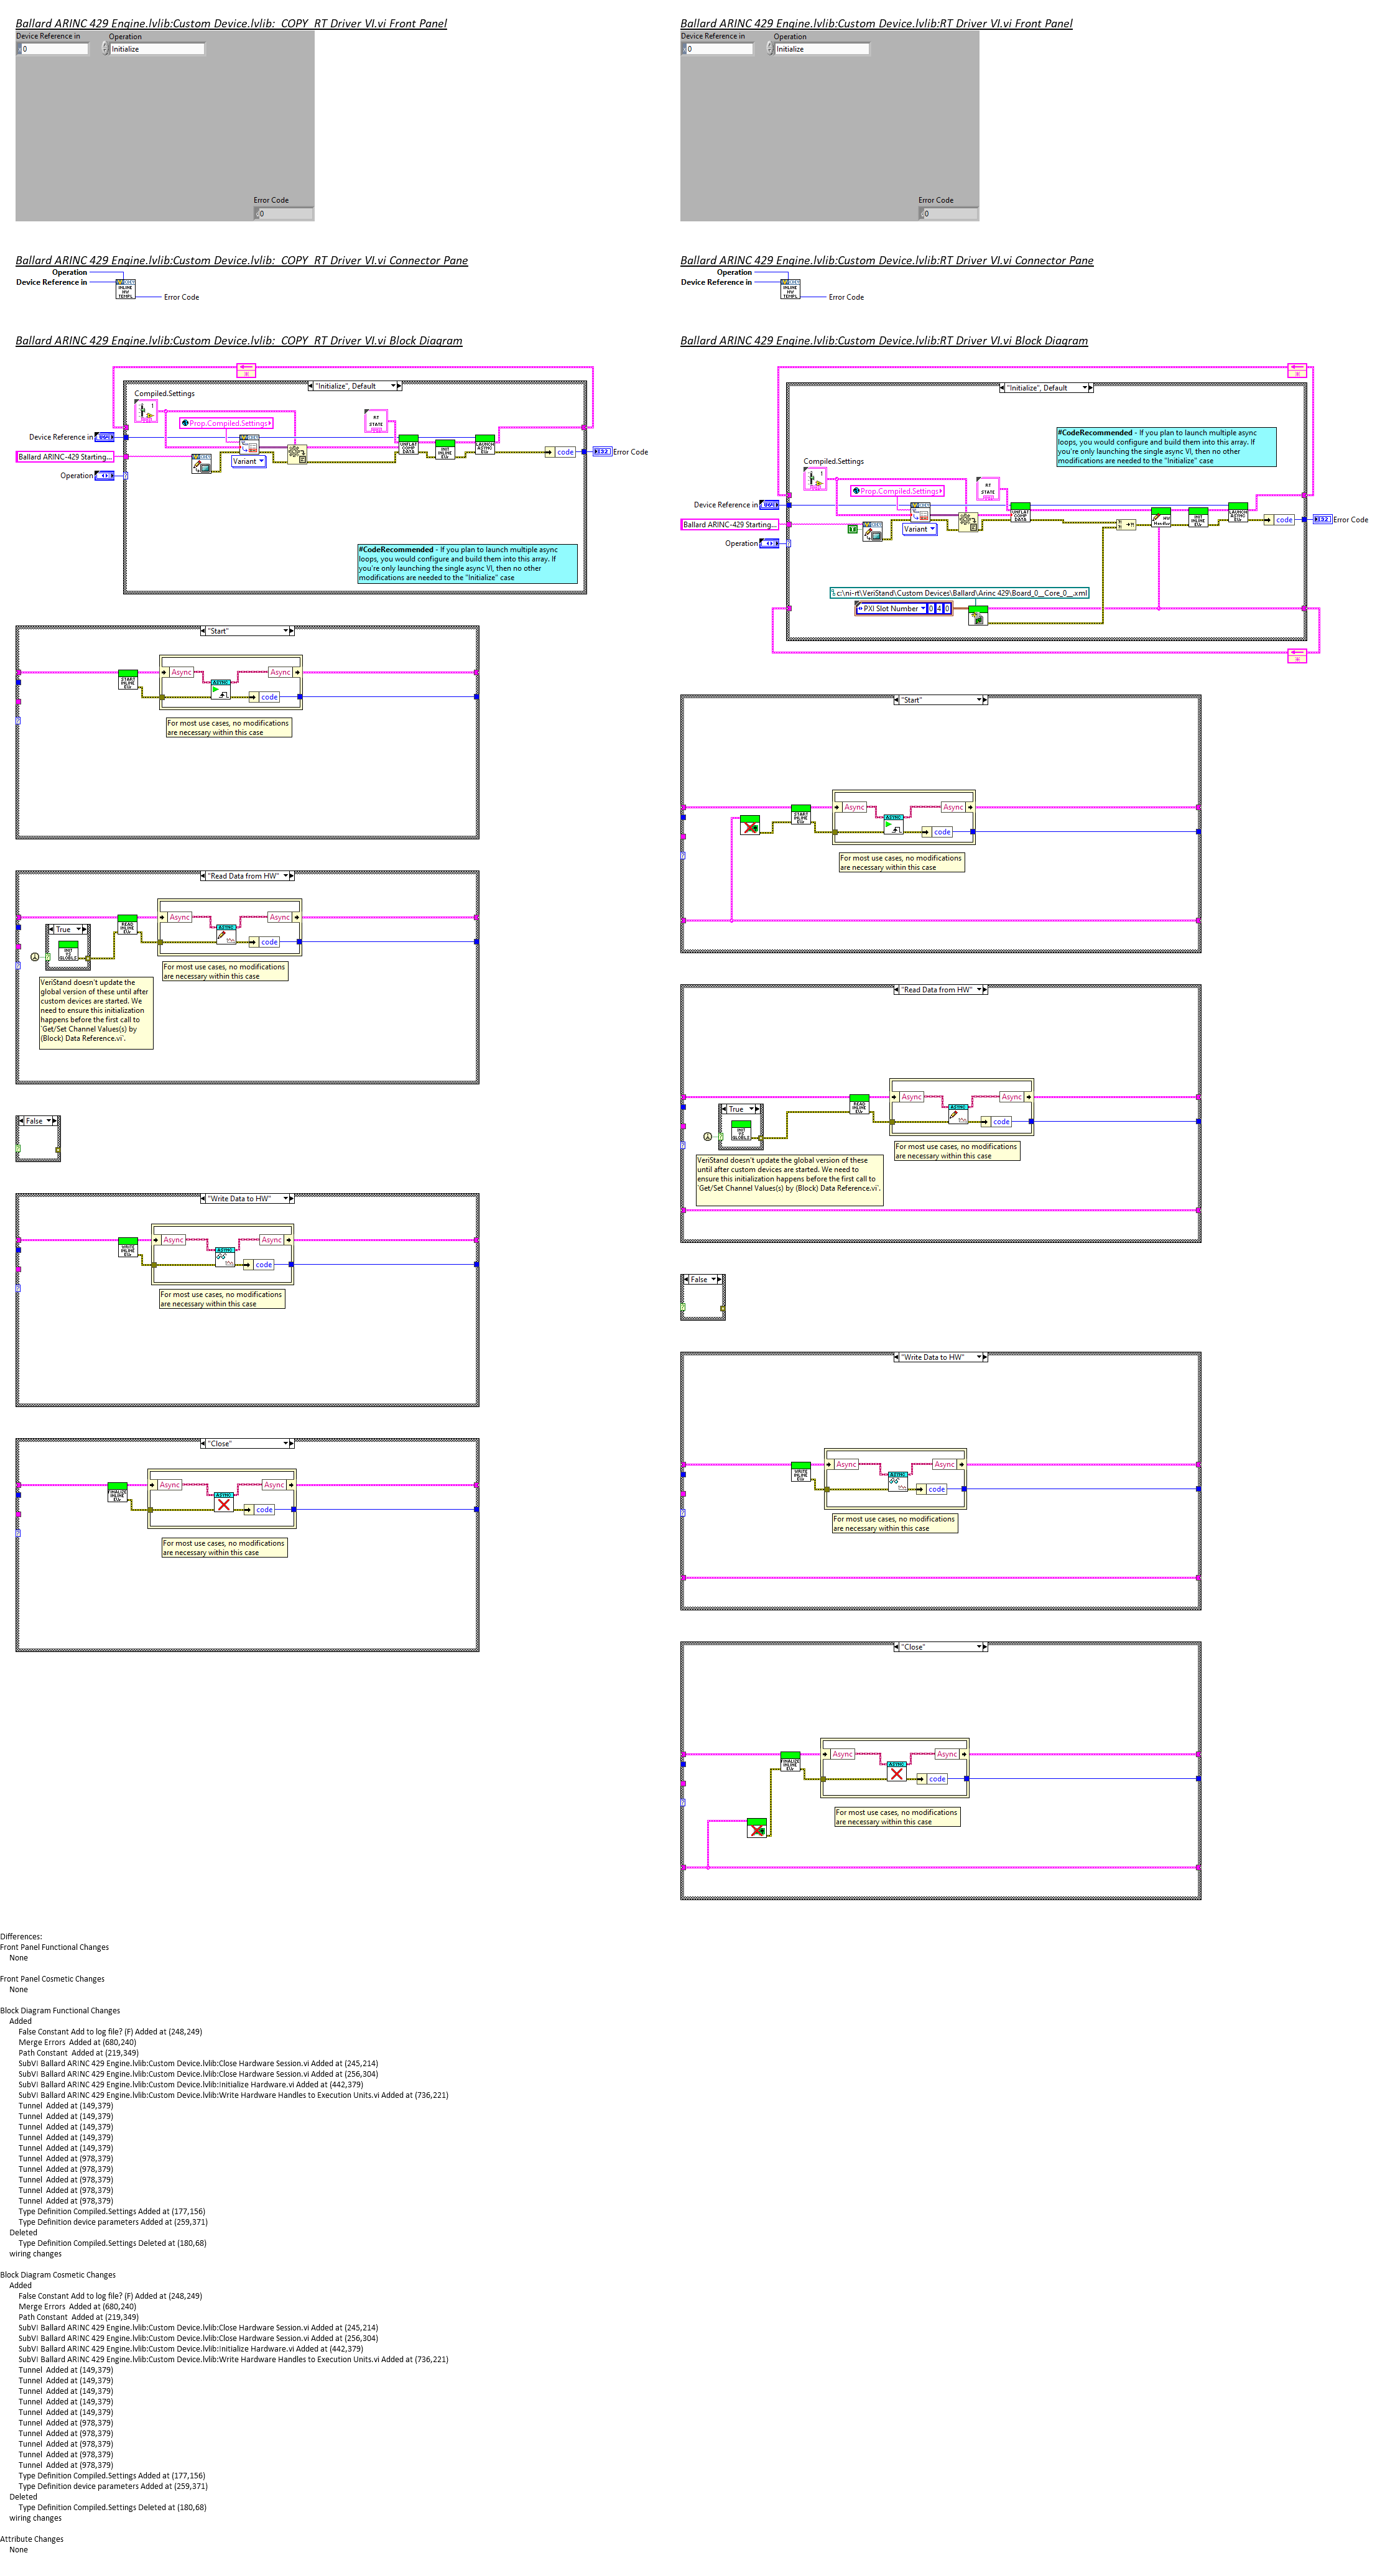 Ballard ARINC 429 Engine.lvlib:Custom Device.lvlib:_COPY_RT Driver VI.vi Front Panel
Device Reference in
Operation
0
Initialize
Error Code
0
Ballard ARINC 429 Engine.lvlib:Custom Device.lvlib:_COPY_RT Driver VI.vi Connector Pane
Operation
Device Reference in
INLINE
HW
TEMPL
Error Code
Ballard ARINC 429 Engine.lvlib:Custom Device.lvlib:_COPY_RT Driver VI.vi Block Diagram
"Initialize", Default
Compiled.Settings
Prop.Compiled.Settings
RT
STATE
Device Reference in
Ballard ARINC-429 Starting...
Variant
code
Error Code
Operation
#CodeRecommended - If you plan to launch multiple async
loops, you would configure and build them into this array. If
you're only launching the single async VI, then no other
modifications are needed to the "Initialize" case
"Start"
Async
Async
START
INLINE
ASYNC
code
For most use cases, no modifications
are necessary within this case
"Read Data from HW"
Async
Async
True
READ
INLINE
ASYNC
code
For most use cases, no modifications
are necessary within this case
VeriStand doesn't update the
global version of these until after
custom devices are started. We
need to ensure this initialization
happens before the first call to
'Get/Set Channel Values(s) by
(Block) Data Reference.vi'.
False
"Write Data to HW"
Async
Async
WRITE
INLINE
ASYNC
code
For most use cases, no modifications
are necessary within this case
"Close"
Async
Async
FINALIZE
INLINE
ASYNC
code
For most use cases, no modifications
are necessary within this case
Ballard ARINC 429 Engine.lvlib:Custom Device.lvlib:RT Driver VI.vi Front Panel
Device Reference in
Operation
0
Initialize
Error Code
0
Ballard ARINC 429 Engine.lvlib:Custom Device.lvlib:RT Driver VI.vi Connector Pane
Operation
Device Reference in
INLINE
HW
TEMPL
Error Code
Ballard ARINC 429 Engine.lvlib:Custom Device.lvlib:RT Driver VI.vi Block Diagram
"Initialize", Default
#CodeRecommended - If you plan to launch multiple async
loops, you would configure and build them into this array. If
you're only launching the single async VI, then no other
modifications are needed to the "Initialize" case
Compiled.Settings
Prop.Compiled.Settings
RT
STATE
Device Reference in
Ballard ARINC-429 Starting...
Variant
code
Error Code
Operation
c:\ni-rt\VeriStand\Custom Devices\Ballard\Arinc 429\Board_0__Core_0__.xml
PXI Slot Number
0
4
0
"Start"
Async
Async
START
INLINE
ASYNC
code
For most use cases, no modifications
are necessary within this case
"Read Data from HW"
Async
Async
True
READ
INLINE
ASYNC
code
For most use cases, no modifications
are necessary within this case
VeriStand doesn't update the global version of these
until after custom devices are started. We need to
ensure this initialization happens before the first call to
'Get/Set Channel Values(s) by (Block) Data Reference.vi'.
False
"Write Data to HW"
Async
Async
WRITE
INLINE
ASYNC
code
For most use cases, no modifications
are necessary within this case
"Close"
Async
Async
FINALIZE
INLINE
ASYNC
code
For most use cases, no modifications
are necessary within this case
Differences:
Front Panel Functional Changes
None
Front Panel Cosmetic Changes
None
Block Diagram Functional Changes
Added
False Constant Add to log file? (F) Added at (248,249)
Merge Errors  Added at (680,240)
Path Constant  Added at (219,349)
SubVI Ballard ARINC 429 Engine.lvlib:Custom Device.lvlib:Close Hardware Session.vi Added at (245,214)
SubVI Ballard ARINC 429 Engine.lvlib:Custom Device.lvlib:Close Hardware Session.vi Added at (256,304)
SubVI Ballard ARINC 429 Engine.lvlib:Custom Device.lvlib:Initialize Hardware.vi Added at (442,379)
SubVI Ballard ARINC 429 Engine.lvlib:Custom Device.lvlib:Write Hardware Handles to Execution Units.vi Added at (736,221)
Tunnel  Added at (149,379)
Tunnel  Added at (149,379)
Tunnel  Added at (149,379)
Tunnel  Added at (149,379)
Tunnel  Added at (149,379)
Tunnel  Added at (978,379)
Tunnel  Added at (978,379)
Tunnel  Added at (978,379)
Tunnel  Added at (978,379)
Tunnel  Added at (978,379)
Type Definition Compiled.Settings Added at (177,156)
Type Definition device parameters Added at (259,371)
Deleted
Type Definition Compiled.Settings Deleted at (180,68)
wiring changes
Block Diagram Cosmetic Changes
Added
False Constant Add to log file? (F) Added at (248,249)
Merge Errors  Added at (680,240)
Path Constant  Added at (219,349)
SubVI Ballard ARINC 429 Engine.lvlib:Custom Device.lvlib:Close Hardware Session.vi Added at (245,214)
SubVI Ballard ARINC 429 Engine.lvlib:Custom Device.lvlib:Close Hardware Session.vi Added at (256,304)
SubVI Ballard ARINC 429 Engine.lvlib:Custom Device.lvlib:Initialize Hardware.vi Added at (442,379)
SubVI Ballard ARINC 429 Engine.lvlib:Custom Device.lvlib:Write Hardware Handles to Execution Units.vi Added at (736,221)
Tunnel  Added at (149,379)
Tunnel  Added at (149,379)
Tunnel  Added at (149,379)
Tunnel  Added at (149,379)
Tunnel  Added at (149,379)
Tunnel  Added at (978,379)
Tunnel  Added at (978,379)
Tunnel  Added at (978,379)
Tunnel  Added at (978,379)
Tunnel  Added at (978,379)
Type Definition Compiled.Settings Added at (177,156)
Type Definition device parameters Added at (259,371)
Deleted
Type Definition Compiled.Settings Deleted at (180,68)
wiring changes
Attribute Changes
None